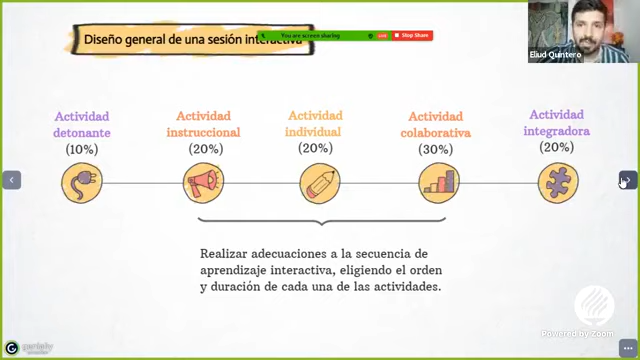 Diseño general de una sesión interactiva
You are screen sharing
Stop Share
Eliud Quintero
Actividad detonante
(10%)
Actividad instruccional
(20%)
Actividad individual
(20%)
Actividad colaborativa
(30%)
Actividad integradora
(20%)
Realizar adecuaciones a la secuencia de
aprendizaje interactiva, eligiendo el orden
y duración de cada una de las actividades.
Powered by Zoom
genially